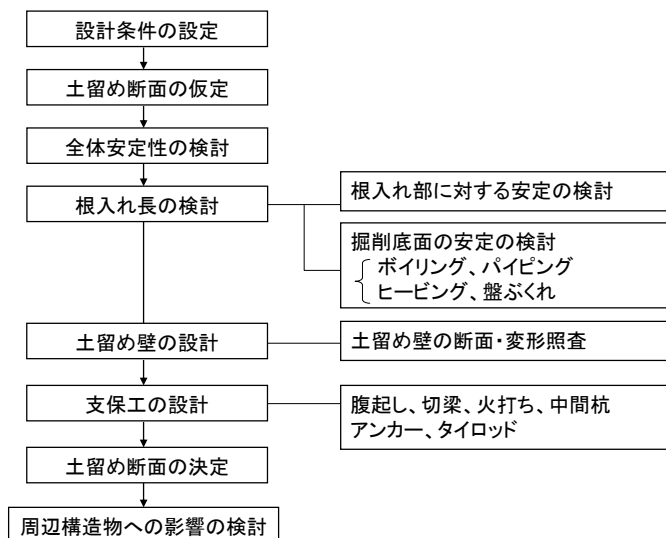 設計条件の設定
土留め断面の仮定
全体安定性の検討
根入れ長の検討
根入れ部に対する安定の検討
掘削底面の安定の検討
ボイリング、パイピング
ヒービング、盤ぶくれ
土留め壁の設計
土留め壁の断面・変形照査
支保工の設計
腹起し、切梁、火打ち、中間杭
アンカー、タイロッド
土留め断面の決定
周辺構造物への影響の検討